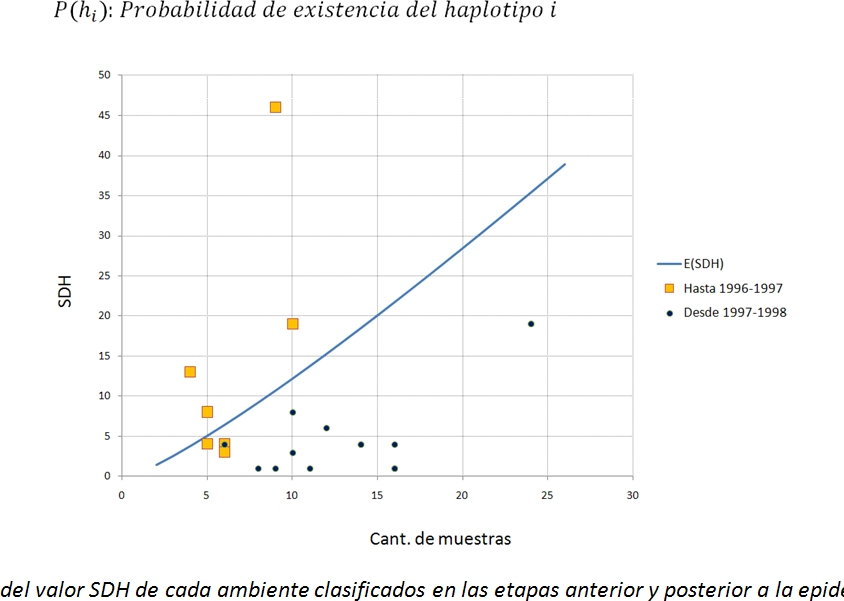 P(hᵢ): Probabilidad de existencia del haplotipo i
50
45
40
35
30
25
20
15
10
5
0
SDH
0 5 10 15 20 25 30
Cant. de muestras
E(SDH)
Hasta 1996-1997
Desde 1997-1998
del valor SDH de cada ambiente clasificados en las etapas anterior y posterior a la epide